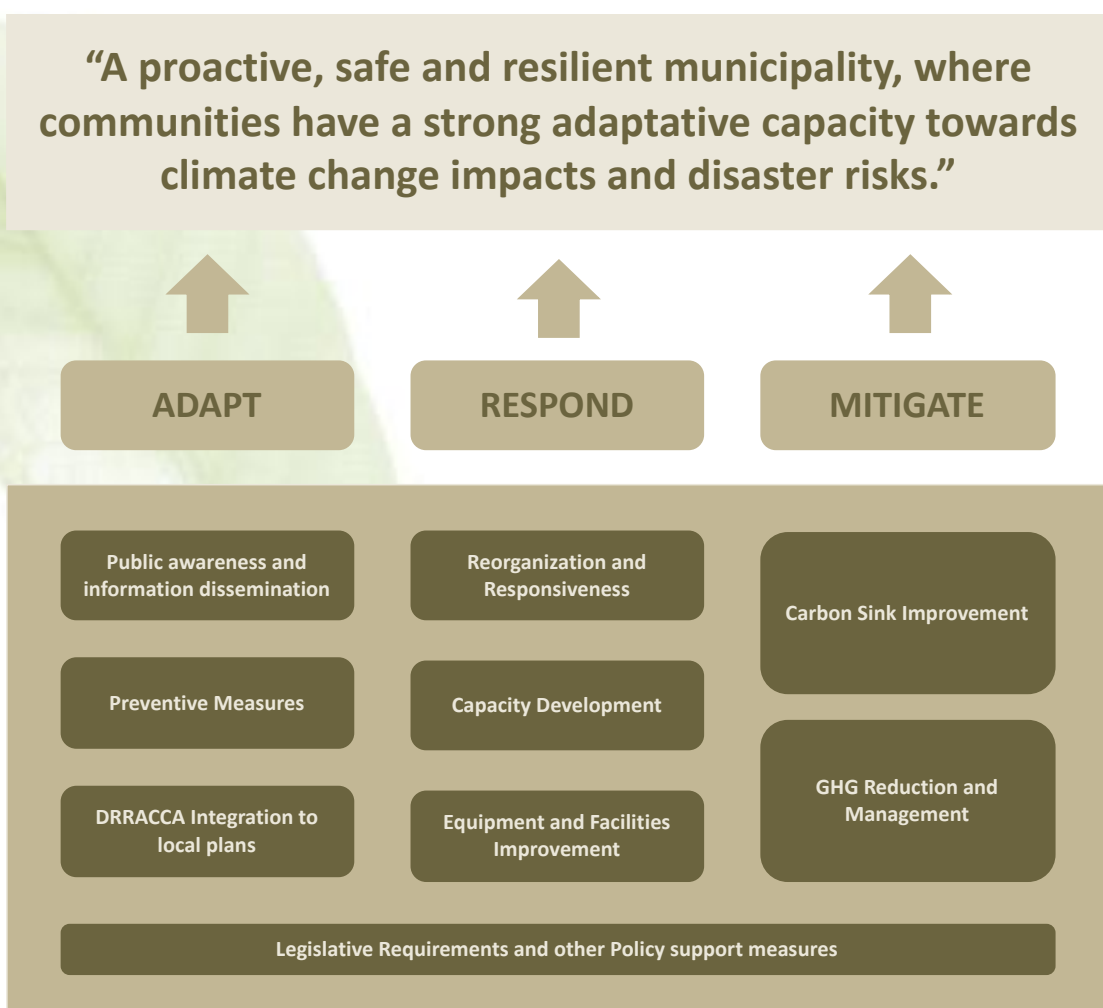 “A proactive, safe and resilient municipality, where
communities have a strong adaptative capacity towards
climate change impacts and disaster risks.”
ADAPT
RESPOND
MITIGATE
Public awareness and
information dissemination
Preventive Measures
DRRACCA Integration to
local plans
Reorganization and
Responsiveness
Capacity Development
Equipment and Facilities
Improvement
Carbon Sink Improvement
GHG Reduction and
Management
Legislative Requirements and other Policy support measures